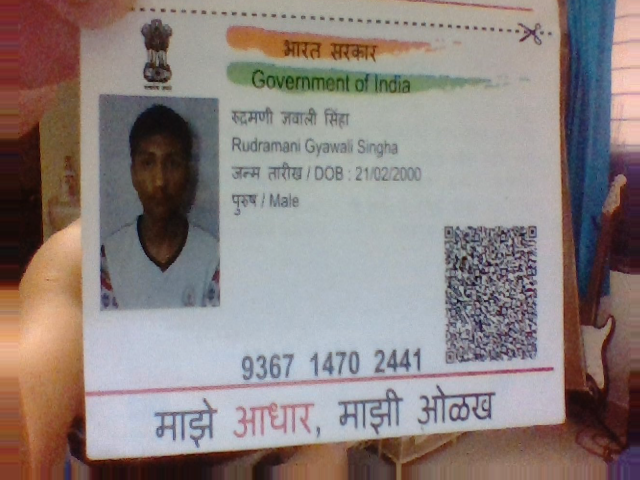 भारत सरकार
Government of India
रुद्रमणी ज्ञवाली सिंहा
Rudramani Gyawali Singha
जन्म तारीख / DOB : 21/02/2000
पुरुष / Male
9367 1470 2441
माझे आधार, माझी ओळख